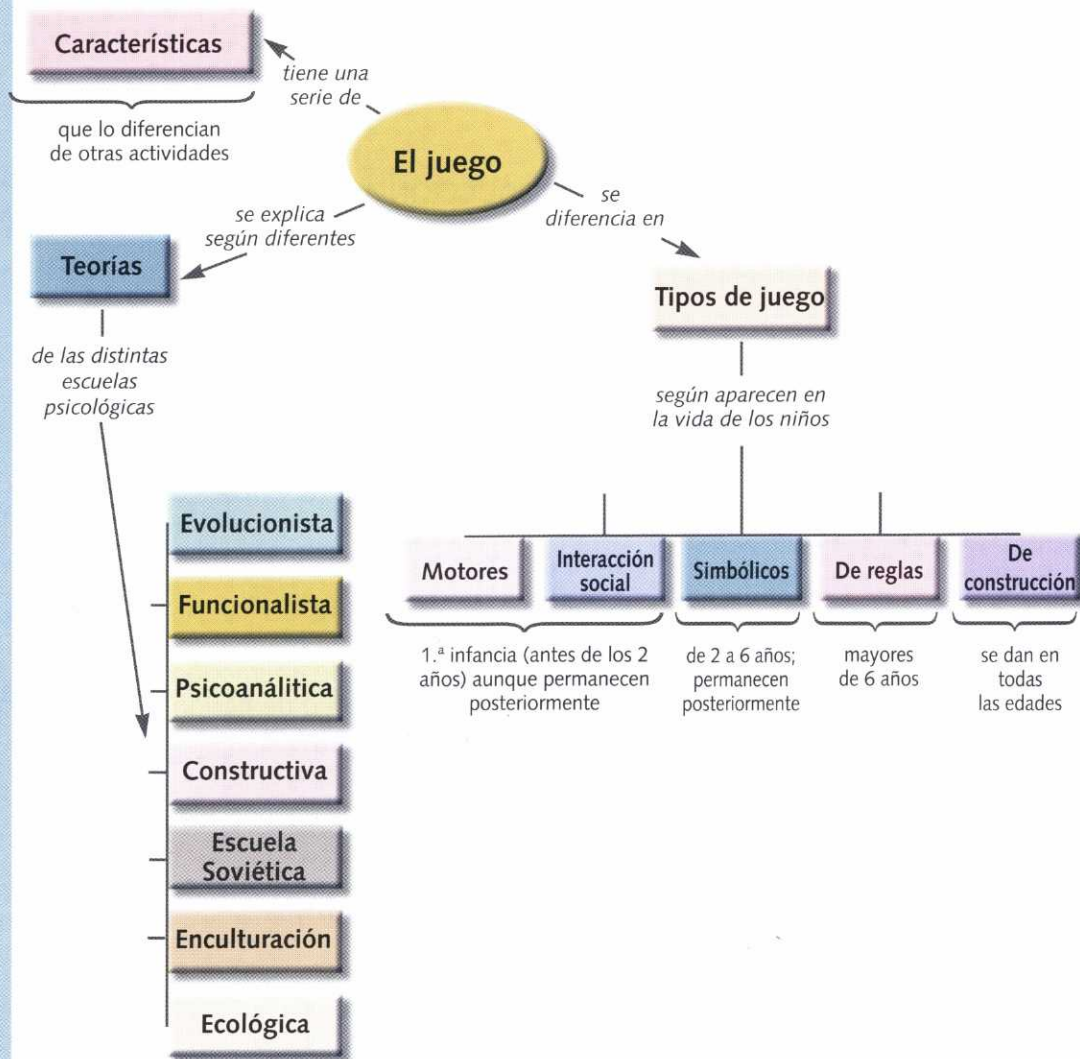 Características
que lo diferencian
de otras actividades
tiene una
serie de
El juego
se explica
según diferentes
se
diferencia en
Teorías
de las distintas
escuelas
psicológicas
Evolucionista
Funcionalista
Psicoanálitica
Constructiva
Escuela
Soviética
Enculturación
Ecológica
Tipos de juego
según aparecen en
la vida de los niños
Motores
Interacción
social
1.ª infancia (antes de los 2
años) aunque permanecen
posteriormente
Simbólicos
de 2 a 6 años;
permanecen
posteriormente
De reglas
mayores
de 6 años
De
construcción
se dan en
todas
las edades